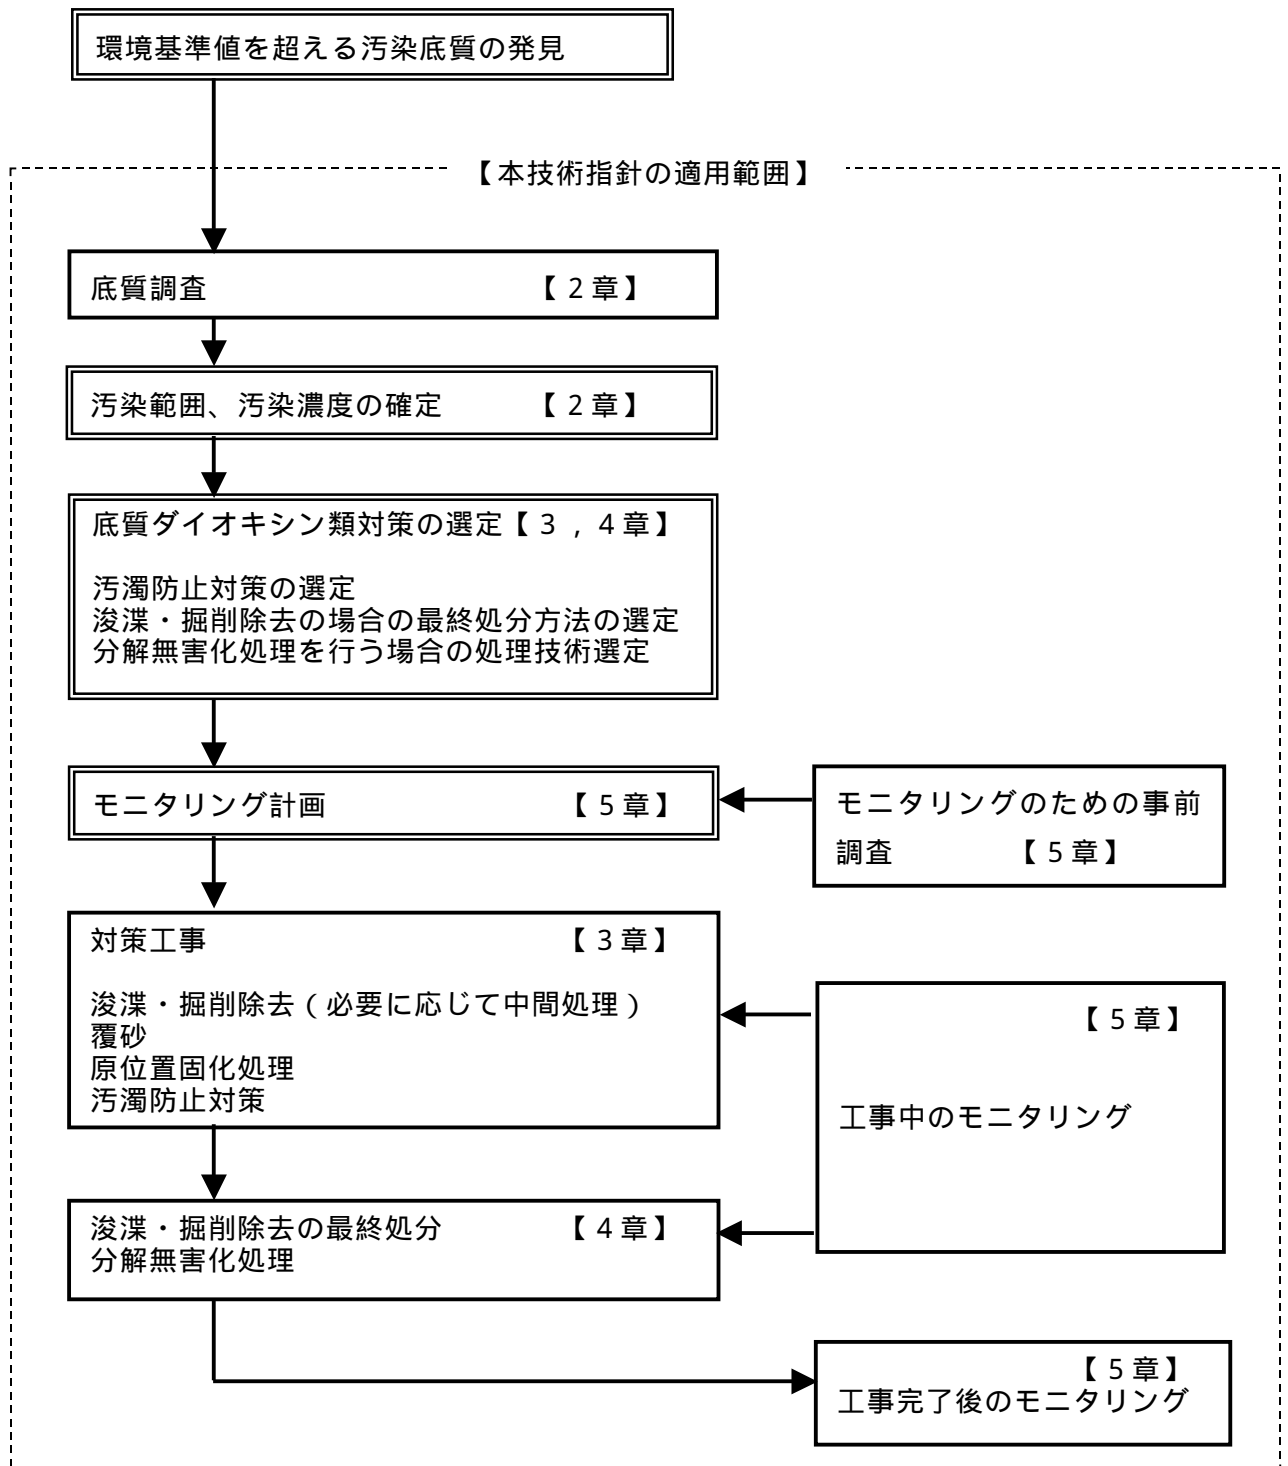 環境基準値を超える汚染底質の発見
【本技術指針の適用範囲】
底質調査 【２章】
汚染範囲、汚染濃度の確定 【２章】
底質ダイオキシン類対策の選定【３，４章】
汚濁防止対策の選定
浚渫・掘削除去の場合の最終処分方法の選定
分解無害化処理を行う場合の処理技術選定
モニタリング計画 【５章】
モニタリングのための事前
調査 【５章】
対策工事 【３章】
浚渫・掘削除去（必要に応じて中間処理）
覆砂
原位置固化処理
汚濁防止対策
【５章】
工事中のモニタリング
浚渫・掘削除去の最終処分 【４章】
分解無害化処理
【５章】
工事完了後のモニタリング